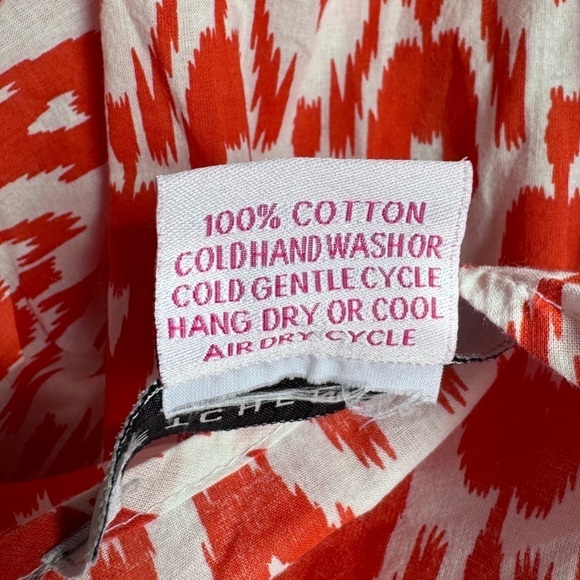 100% COTTON
COLD HAND WASH OR
COLD GENTLE CYCLE
HANG DRY OR COOL
AIR DRY CYCLE